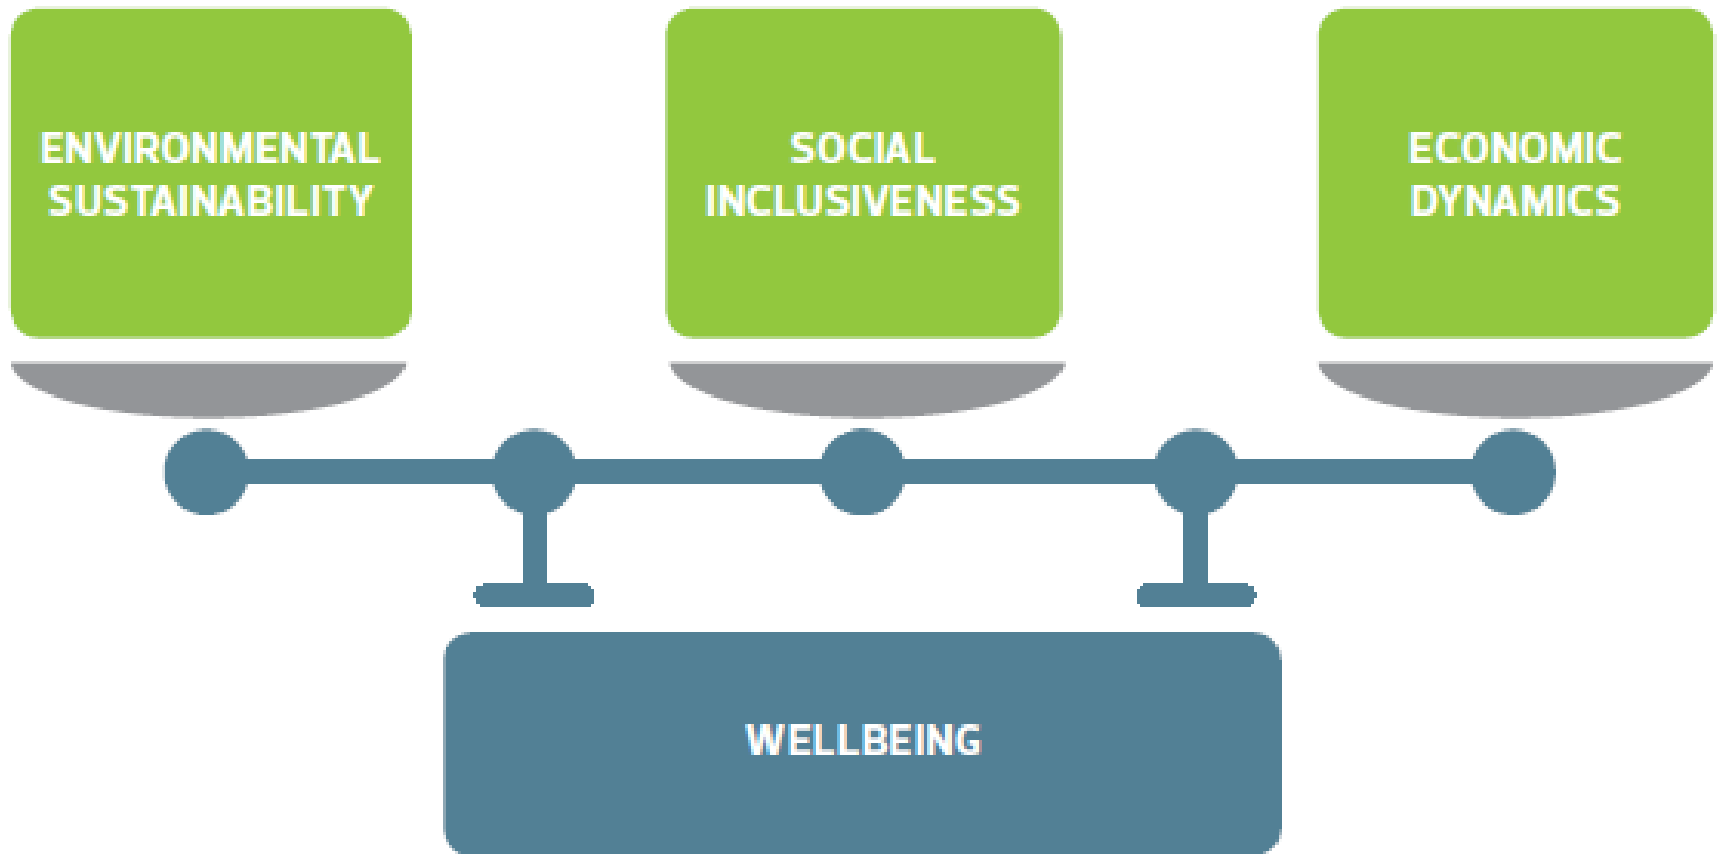 ENVIRONMENTAL
SUSTAINABILITY
SOCIAL
INCLUSIVENESS
ECONOMIC
DYNAMICS
WELLBEING